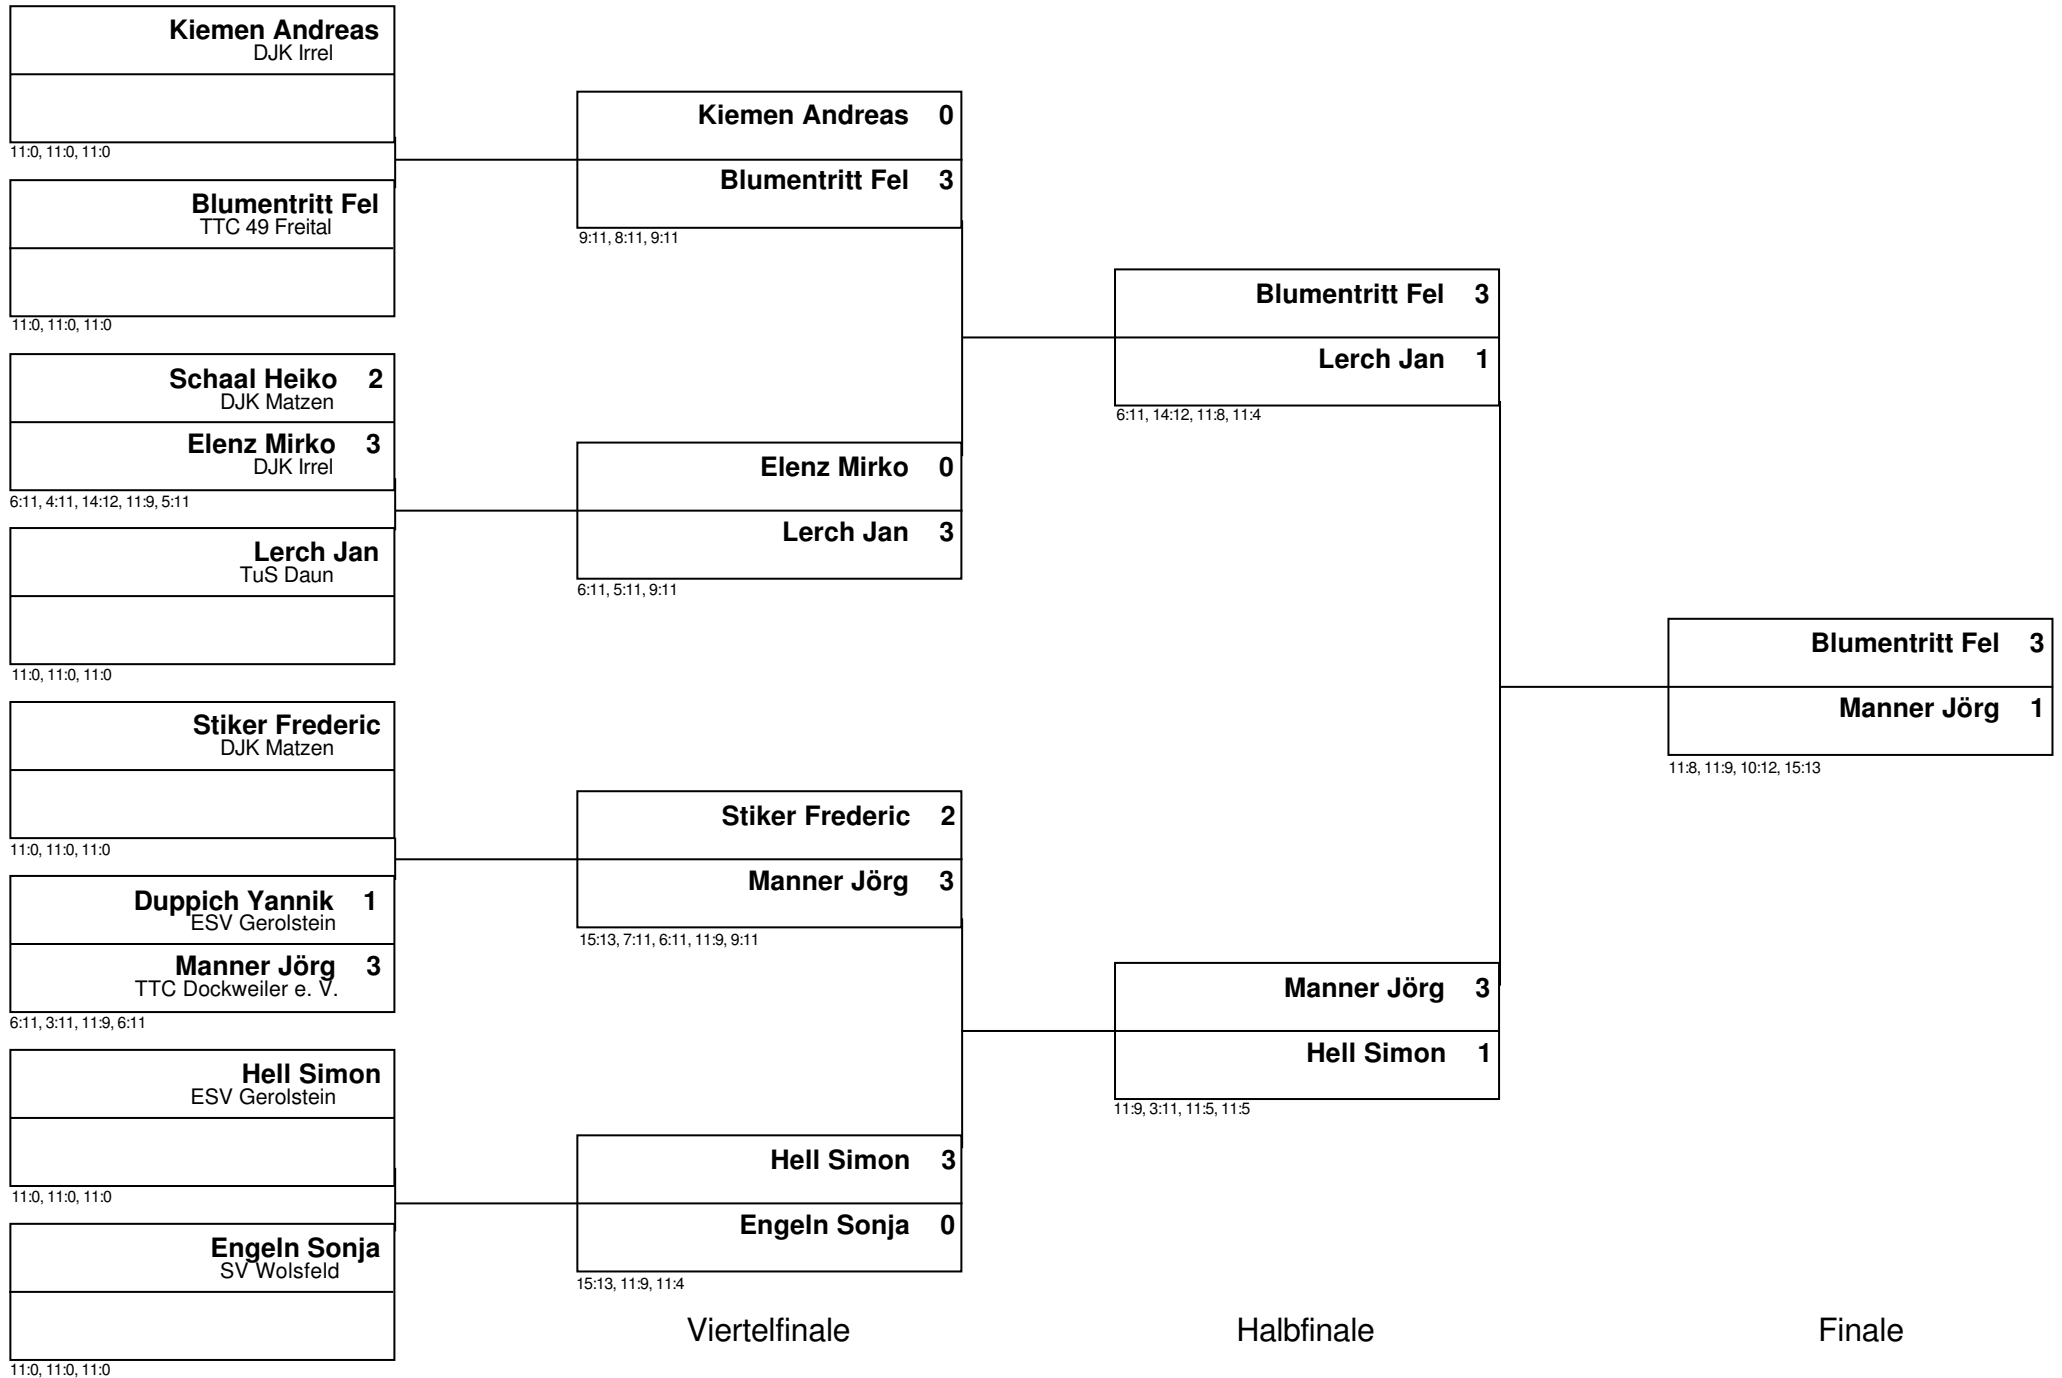 Kiemen Andreas
DJK Irrel
11:0, 11:0, 11:0
Blumentritt Fel
TTC 49 Freital
11:0, 11:0, 11:0
Schaal Heiko 2
DJK Matzen
Elenz Mirko 3
DJK Irrel
6:11, 4:11, 14:12, 11:9, 5:11
Lerch Jan
TuS Daun
11:0, 11:0, 11:0
Stiker Frederic
DJK Matzen
11:0, 11:0, 11:0
Duppich Yannik 1
ESV Gerolstein
Manner Jörg 3
TTC Dockweiler e. V.
6:11, 3:11, 11:9, 6:11
Hell Simon
ESV Gerolstein
11:0, 11:0, 11:0
Engeln Sonja
SV Wolsfeld
11:0, 11:0, 11:0
Kiemen Andreas 0
Blumentritt Fel 3
9:11, 8:11, 9:11
Elenz Mirko 0
Lerch Jan 3
6:11, 5:11, 9:11
Stiker Frederic 2
Manner Jörg 3
15:13, 7:11, 6:11, 11:9, 9:11
Hell Simon 3
Engeln Sonja 0
15:13, 11:9, 11:4
Viertelfinale
Blumentritt Fel 3
Lerch Jan 1
6:11, 14:12, 11:8, 11:4
Manner Jörg 3
Hell Simon 1
11:9, 3:11, 11:5, 11:5
Halbfinale
Blumentritt Fel 3
Manner Jörg 1
11:8, 11:9, 10:12, 15:13
Finale